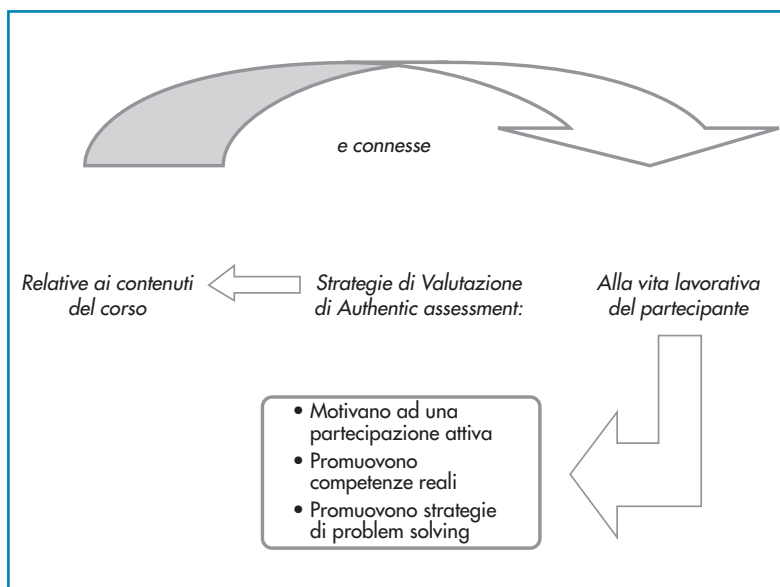 e connesse
Relative ai contenuti
del corso
Strategie di Valutazione
di Authentic assessment:
Alla vita lavorativa
del partecipante
• Motivano ad una
partecipazione attiva
• Promuovono
competenze reali
• Promuovono strategie
di problem solving